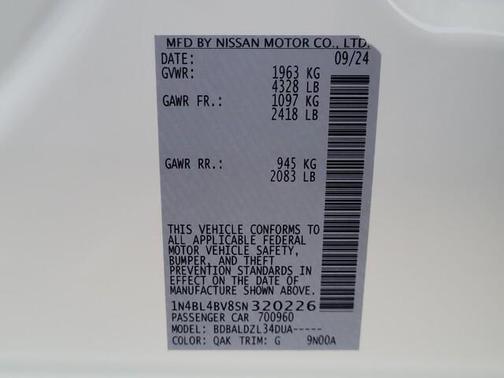 MFD BY NISSAN MOTOR CO., LTD.
DATE: 09/24
GVWR: 1963 KG
4328 LB
GAWR FR.: 1097 KG
2418 LB
GAWR RR.: 945 KG
2083 LB
THIS VEHICLE CONFORMS TO
ALL APPLICABLE FEDERAL
MOTOR VEHICLE SAFETY,
BUMPER, AND THEFT
PREVENTION STANDARDS IN
EFFECT ON THE DATE OF
MANUFACTURE SHOWN ABOVE.
1N4BL4BV8SN320226
PASSENGER CAR 700960
MODEL: BDBALDZL34DUA-----
COLOR: QAK TRIM: G 9N00A